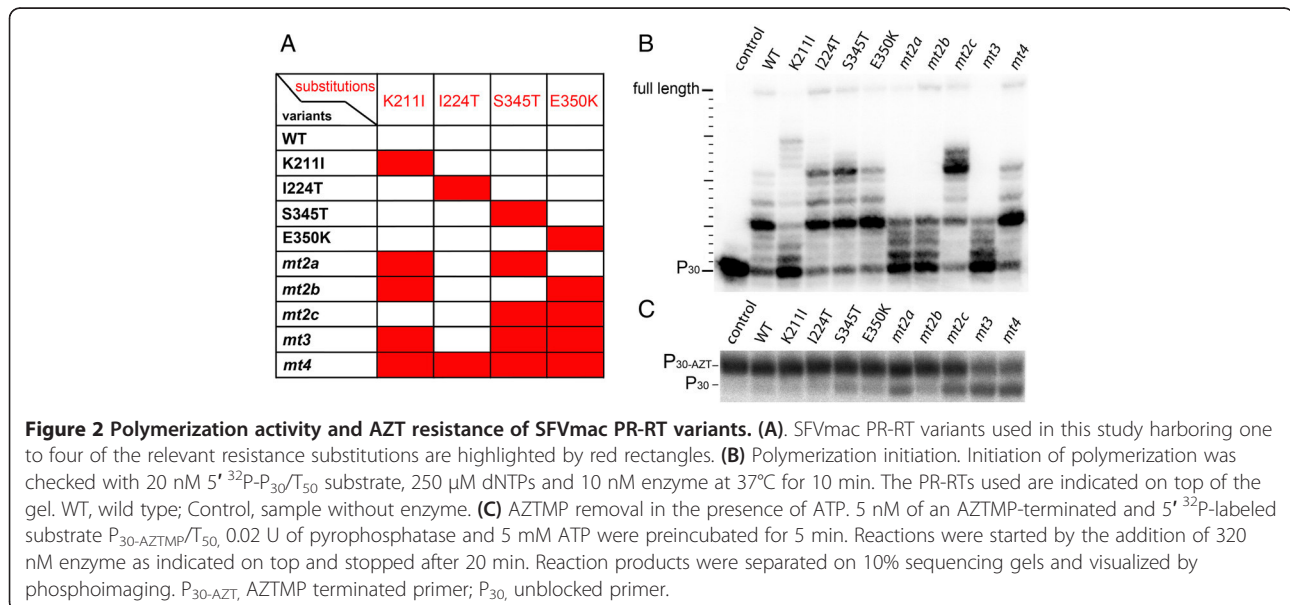 A
substitutions
variants
K211I I224T S345T E350K
WT
K211I
I224T
S345T
E350K
mt2a
mt2b
mt2c
mt3
mt4
B
control WT K211I I224T S345T E350K mt2a mt2b mt2c mt3 mt4
full length
P30
C
control WT K211I I224T S345T E350K mt2a mt2b mt2c mt3 mt4
P30-AZT
P30
Figure 2 Polymerization activity and AZT resistance of SFVmac PR-RT variants. (A). SFVmac PR-RT variants used in this study harboring one
to four of the relevant resistance substitutions are highlighted by red rectangles. (B) Polymerization initiation. Initiation of polymerization was
checked with 20 nM 5′ 32P-P30/T50 substrate, 250 μM dNTPs and 10 nM enzyme at 37°C for 10 min. The PR-RTs used are indicated on top of the
gel. WT, wild type; Control, sample without enzyme. (C) AZTMP removal in the presence of ATP. 5 nM of an AZTMP-terminated and 5′ 32P-labeled
substrate P30-AZTMP/T50, 0.02 U of pyrophosphatase and 5 mM ATP were preincubated for 5 min. Reactions were started by the addition of 320
nM enzyme as indicated on top and stopped after 20 min. Reaction products were separated on 10% sequencing gels and visualized by
phosphoimaging. P30-AZT, AZTMP terminated primer; P30, unblocked primer.